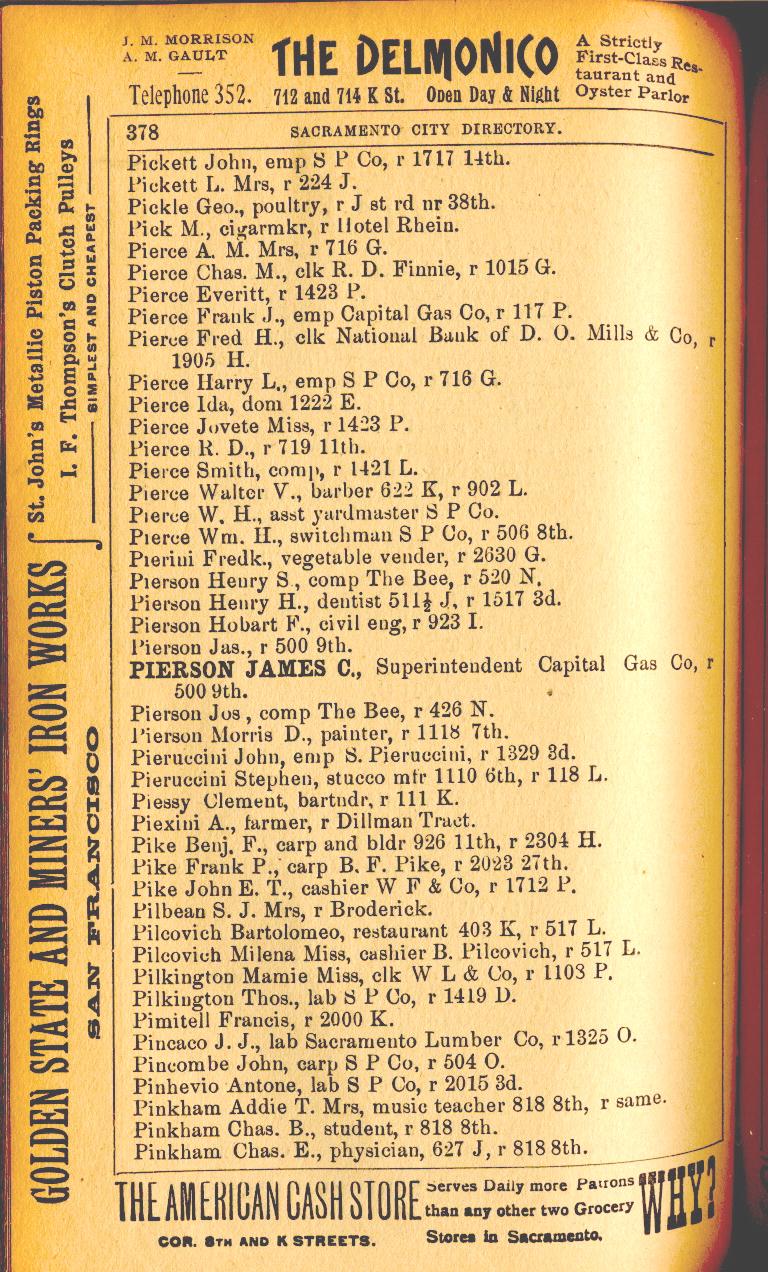 J. M. MORRISON
A. M. GAULT
THE DELMONICO
A Strictly
First-Class Res-
taurant and
Oyster Parlor
Telephone 352. 712 and 714 K St. Open Day & Night
378 SACRAMENTO CITY DIRECTORY.
Pickett John, emp S P Co, r 1717 14th.
Pickett L. Mrs, r 224 J.
Pickle Geo., poultry, r J st rd nr 38th.
Pick M., cigarmkr, r Hotel Rhein.
Pierce A. M. Mrs, r 716 G.
Pierce Chas. M., clk R. D. Finnie, r 1015 G.
Pierce Everitt, r 1423 P.
Pierce Frank J., emp Capital Gas Co, r 117 P.
Pierce Fred H., clk National Bank of D. O. Mills & Co, r
1905 H.
Pierce Harry L., emp S P Co, r 716 G.
Pierce Ida, dom 1222 E.
Pierce Jovete Miss, r 1423 P.
Pierce R. D., r 719 11th.
Pierce Smith, comp, r 1421 L.
Pierce Walter V., barber 622 K, r 902 L.
Pierce W. H., asst yardmaster S P Co.
Pierce Wm. H., switchman S P Co, r 506 8th.
Pierini Fredk., vegetable vender, r 2630 G.
Pierson Henry S., comp The Bee, r 520 N.
Pierson Henry H., dentist 511½ J, r 1517 3d.
Pierson Hobart F., civil eng, r 923 I.
Pierson Jas., r 500 9th.
PIERSON JAMES C., Superintendent Capital Gas Co, r
500 9th.
Pierson Jos, comp The Bee, r 426 N.
Pierson Morris D., painter, r 1118 7th.
Pieruccini John, emp S. Pieruccini, r 1329 3d.
Pieruccini Stephen, stucco mfr 1110 6th, r 118 L.
Piessy Clement, bartndr, r 111 K.
Piexini A., farmer, r Dillman Tract.
Pike Benj. F., carp and bldr 926 11th, r 2304 H.
Pike Frank P., carp B. F. Pike, r 2023 27th.
Pike John E. T., cashier W F & Co, r 1712 P.
Pilbean S. J. Mrs, r Broderick.
Pilcovich Bartolomeo, restaurant 403 K, r 517 L.
Pilcovich Milena Miss, cashier B. Pilcovich, r 517 L.
Pilkington Mamie Miss, clk W L & Co, r 1103 P.
Pilkington Thos., lab S P Co, r 1419 D.
Pimitell Francis, r 2000 K.
Pincaco J. J., lab Sacramento Lumber Co, r 1325 O.
Pincombe John, carp S P Co, r 504 O.
Pinhevio Antone, lab S P Co, r 2015 3d.
Pinkham Addie T. Mrs, music teacher 818 8th, r same.
Pinkham Chas. B., student, r 818 8th.
Pinkham Chas. E., physician, 627 J, r 818 8th.
GOLDEN STATE AND MINERS' IRON WORKS
SAN FRANCISCO
St. John's Metallic Piston Packing Rings
I. F. Thompson's Clutch Pulleys
SIMPLEST AND CHEAPEST
THE AMERICAN CASH STORE
COR. 8TH AND K STREETS.
Serves Daily more Patrons
than any other two Grocery
Stores in Sacramento.
WHY?